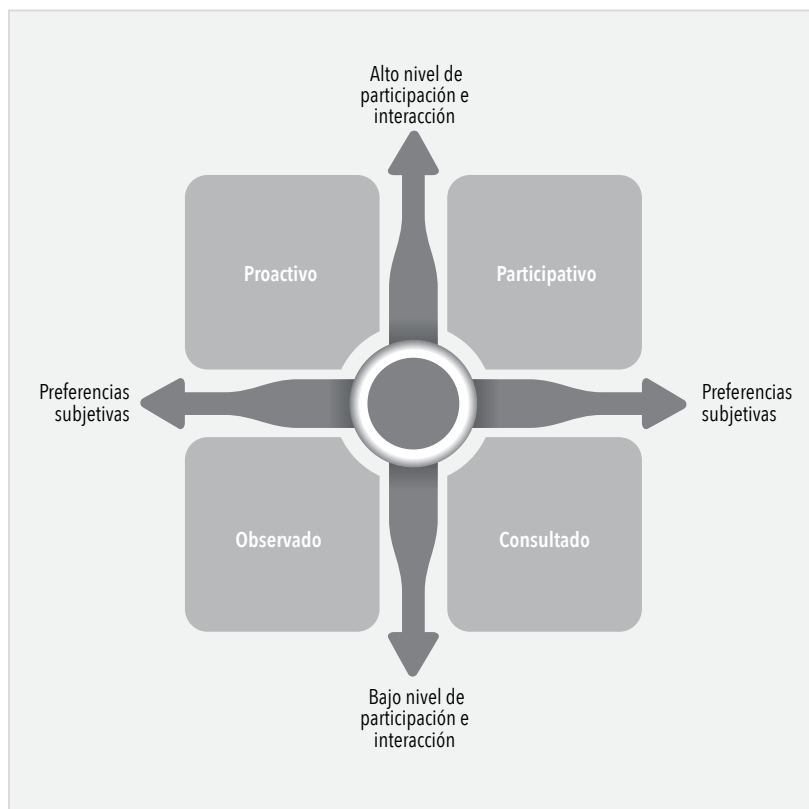 Alto nivel de
participación e
interacción
Proactivo
Participativo
Preferencias
subjetivas
Preferencias
subjetivas
Observado
Consultado
Bajo nivel de
participación e
interacción